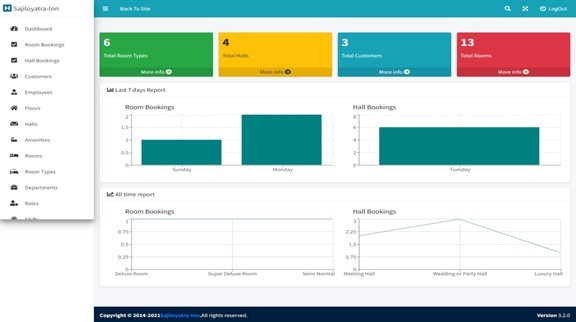 Sajiloyatra-Inn
Back To Site
LogOut
Dashboard
Room Bookings
Hall Bookings
Customers
Employees
Floors
Halls
Amenities
Rooms
Room Types
Departments
Roles
6
Total Room Types
More info
4
Total Halls
More info
3
Total Customers
More info
13
Total Rooms
More info
Last 7 days Report
Room Bookings
2
1.5
1
0.5
0
Sunday Monday
Hall Bookings
8
6
4
2
0
Tuesday
All time report
Room Bookings
1
0.75
0.5
0.25
0
Deluxe Room Super Deluxe Room Semi Normal
Hall Bookings
3
2.25
1.5
0.75
0
Meeting Hall Wedding or Party Hall Luxury Hall
Copyright © 2014-2021 Sajiloyatra-Inn.All rights reserved.
Version 3.2.0